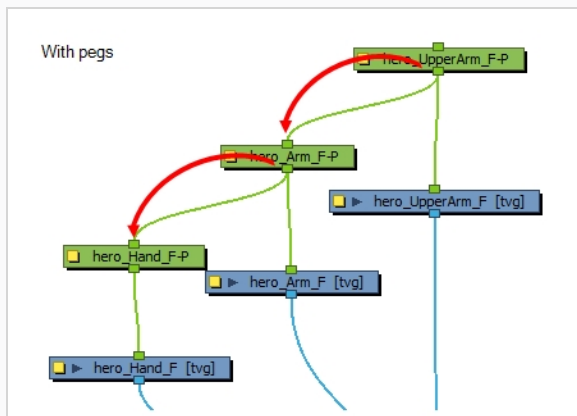 With pegs
hero_UpperArm_F-P
hero_Arm_F-P
hero_UpperArm_F [tvg]
hero_Hand_F-P
hero_Arm_F [tvg]
hero_Hand_F [tvg]